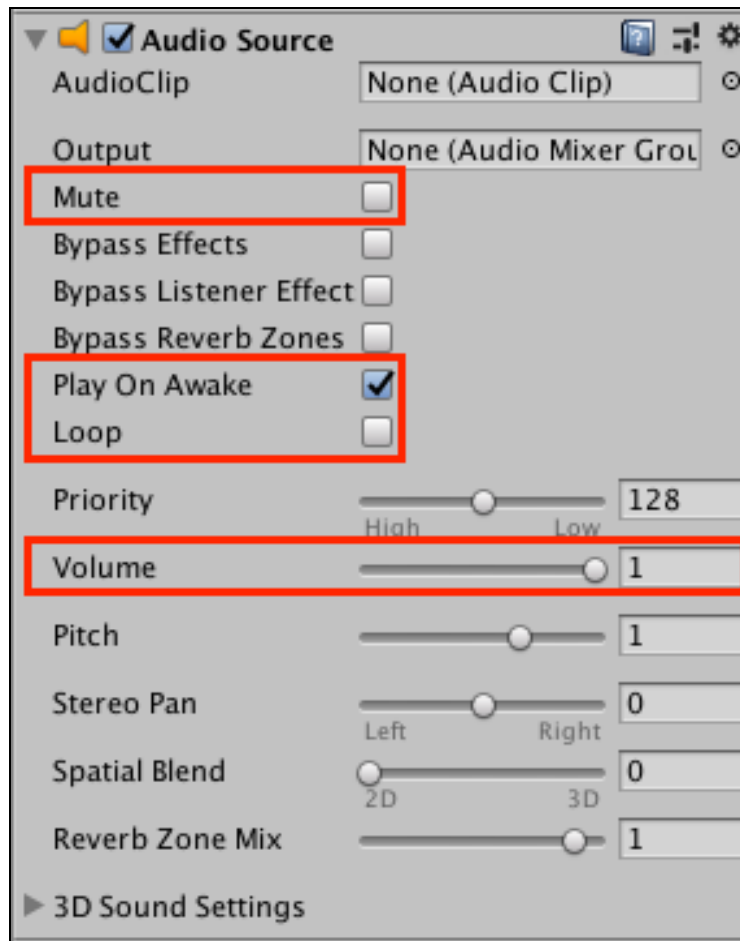 Audio Source
AudioClip None (Audio Clip)
Output None (Audio Mixer Grou
Mute
Bypass Effects
Bypass Listener Effect
Bypass Reverb Zones
Play On Awake
Loop
Priority 128
High Low
Volume 1
Pitch 1
Stereo Pan 0
Left Right
Spatial Blend 0
2D 3D
Reverb Zone Mix 1
3D Sound Settings